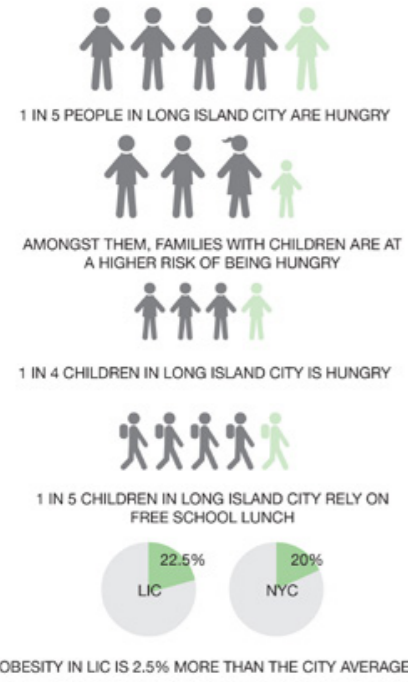 1 IN 5 PEOPLE IN LONG ISLAND CITY ARE HUNGRY
AMONGST THEM, FAMILIES WITH CHILDREN ARE AT
A HIGHER RISK OF BEING HUNGRY
1 IN 4 CHILDREN IN LONG ISLAND CITY IS HUNGRY
1 IN 5 CHILDREN IN LONG ISLAND CITY RELY ON
FREE SCHOOL LUNCH
22.5%
LIC
20%
NYC
OBESITY IN LIC IS 2.5% MORE THAN THE CITY AVERAGE